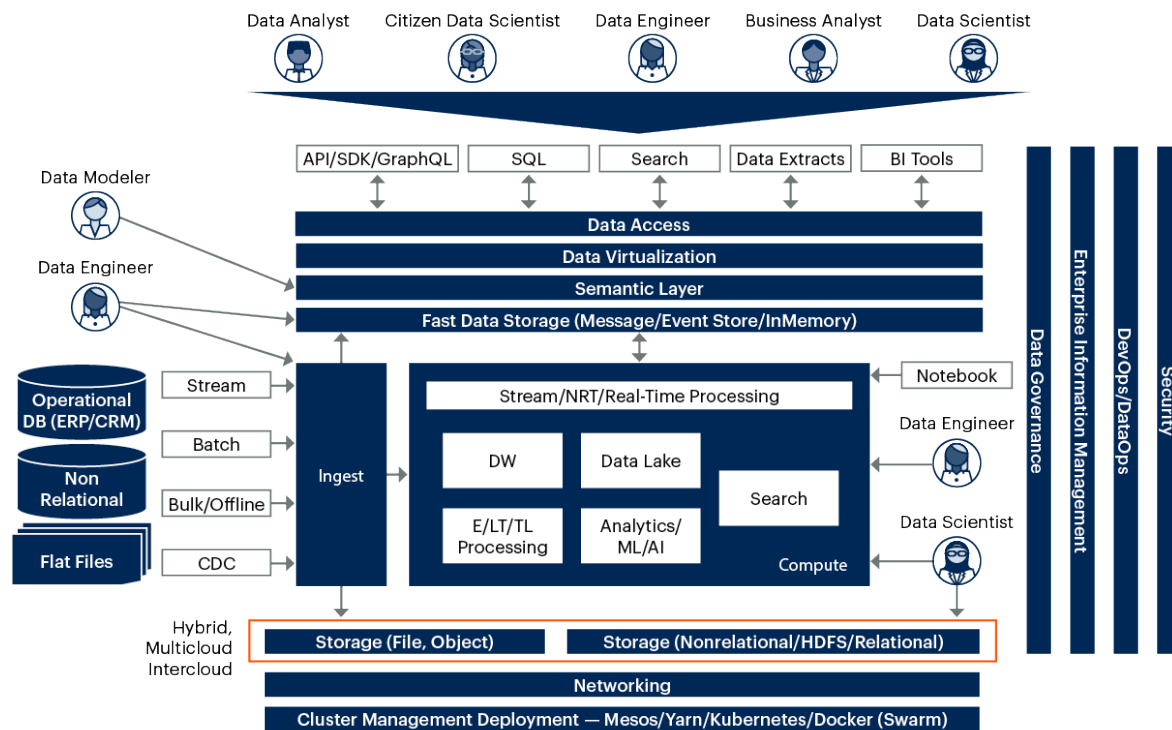 Data Analyst
Citizen Data Scientist
Data Engineer
Business Analyst
Data Scientist
API/SDK/GraphQL
SQL
Search
Data Extracts
BI Tools
Data Modeler
Data Engineer
Data Access
Data Virtualization
Semantic Layer
Fast Data Storage (Message/Event Store/InMemory)
Operational
DB (ERP/CRM)
Non
Relational
Flat Files
Stream
Batch
Bulk/Offline
CDC
Ingest
Stream/NRT/Real-Time Processing
DW
Data Lake
Search
E/LT/TL
Processing
Analytics/
ML/AI
Compute
Notebook
Data Engineer
Data Scientist
Data Governance
Enterprise Information Management
DevOps/DataOps
Security
Hybrid,
Multicloud
Intercloud
Storage (File, Object)
Storage (Nonrelational/HDFS/Relational)
Networking
Cluster Management Deployment — Mesos/Yarn/Kubernetes/Docker (Swarm)